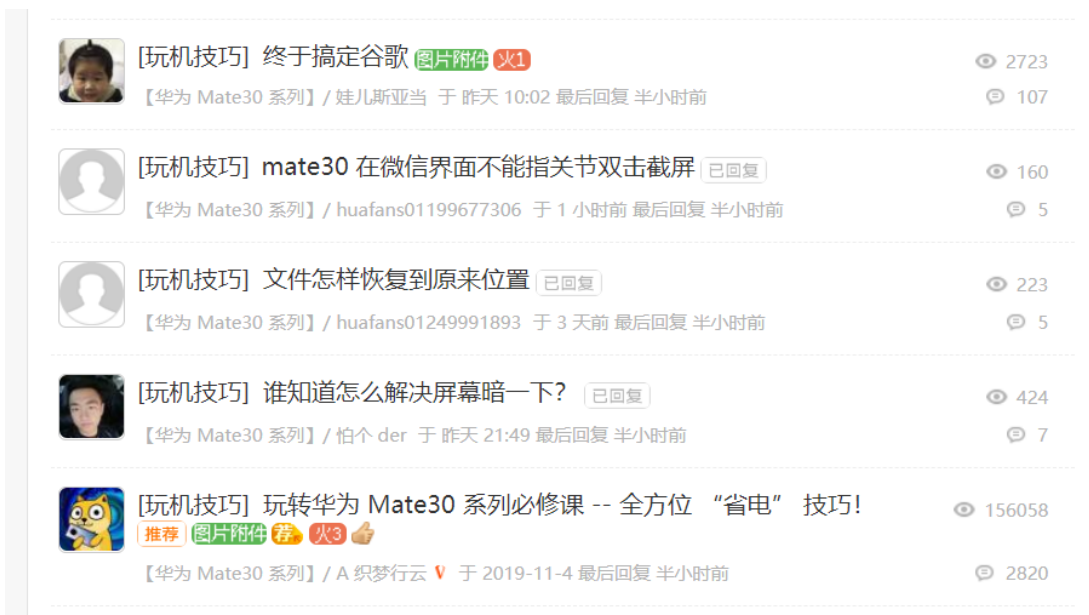 [玩机技巧] 终于搞定谷歌 图片附件 火1 2723
【华为 Mate30 系列】/ 娃儿斯亚当 于 昨天 10:02 最后回复 半小时前 107
[玩机技巧] mate30 在微信界面不能指关节双击截屏 已回复 160
【华为 Mate30 系列】/ huafans01199677306 于 1 小时前 最后回复 半小时前 5
[玩机技巧] 文件怎样恢复到原来位置 已回复 223
【华为 Mate30 系列】/ huafans01249991893 于 3 天前 最后回复 半小时前 5
[玩机技巧] 谁知道怎么解决屏幕暗一下? 已回复 424
【华为 Mate30 系列】/ 怕个 der 于 昨天 21:49 最后回复 半小时前 7
[玩机技巧] 玩转华为 Mate30 系列必修课 -- 全方位 “省电” 技巧! 156058
推荐 图片附件 荐 火3
【华为 Mate30 系列】/ A 织梦行云 V 于 2019-11-4 最后回复 半小时前 2820